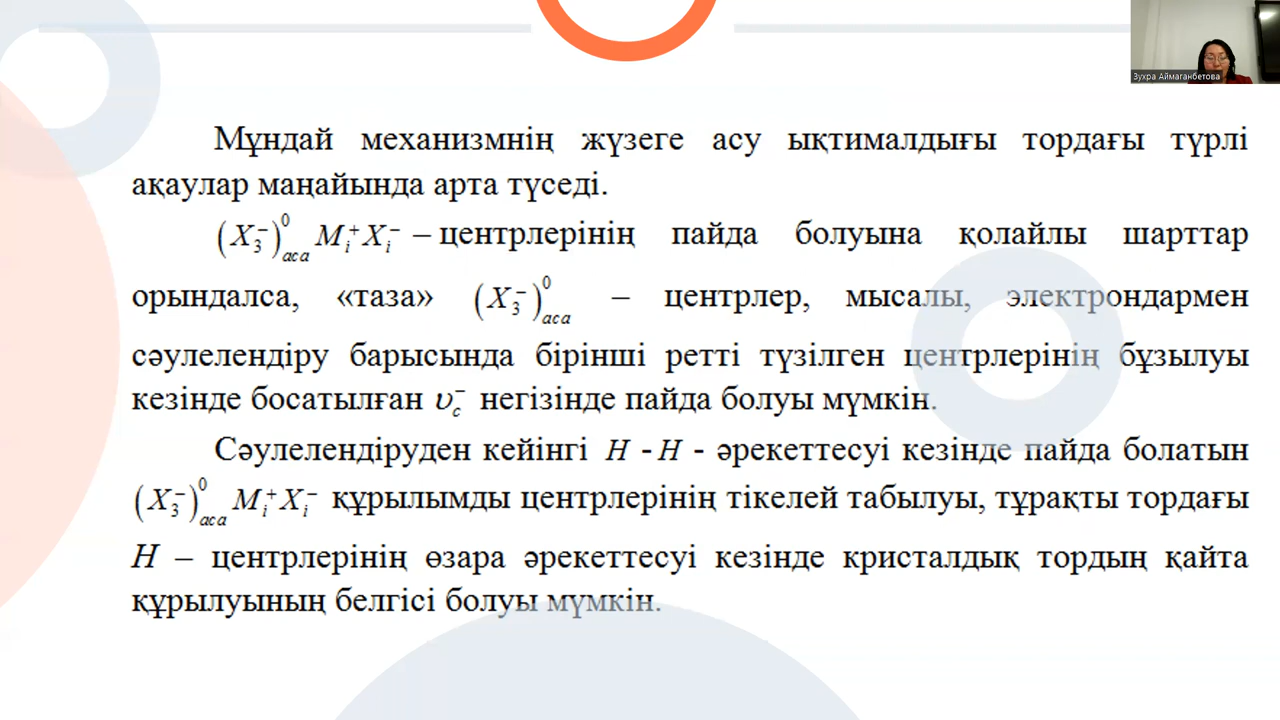 Зухра Аймаганбетова
Мұндай механизмнің жүзеге асу ықтималдығы тордағы түрлі
ақаулар маңайында арта түседі.
(X₃⁻)⁰аса Mᵢ⁺Xᵢ⁻ – центрлерінің пайда болуына қолайлы шарттар
орындалса, «таза» (X₃⁻)⁰аса – центрлер, мысалы, электрондармен
сәулелендіру барысында бірінші ретті түзілген центрлерінің бұзылуы
кезінде босатылған υc⁻ негізінде пайда болуы мүмкін.
Сәулелендіруден кейінгі H - H - әрекеттесуі кезінде пайда болатын
(X₃⁻)⁰аса Mᵢ⁺Xᵢ⁻ құрылымды центрлерінің тікелей табылуы, тұрақты тордағы
H – центрлерінің өзара әрекеттесуі кезінде кристалдық тордың қайта
құрылуының белгісі болуы мүмкін.